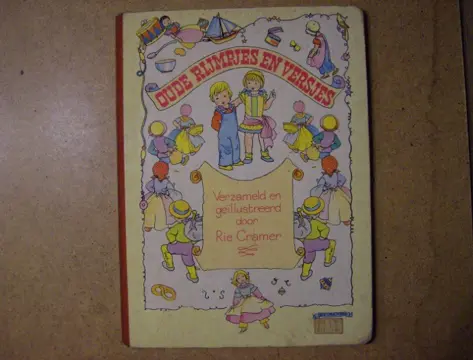 OUDE RIJMPJES EN VERSJES
Verzameld en
geïllustreerd
door
Rie Cramer